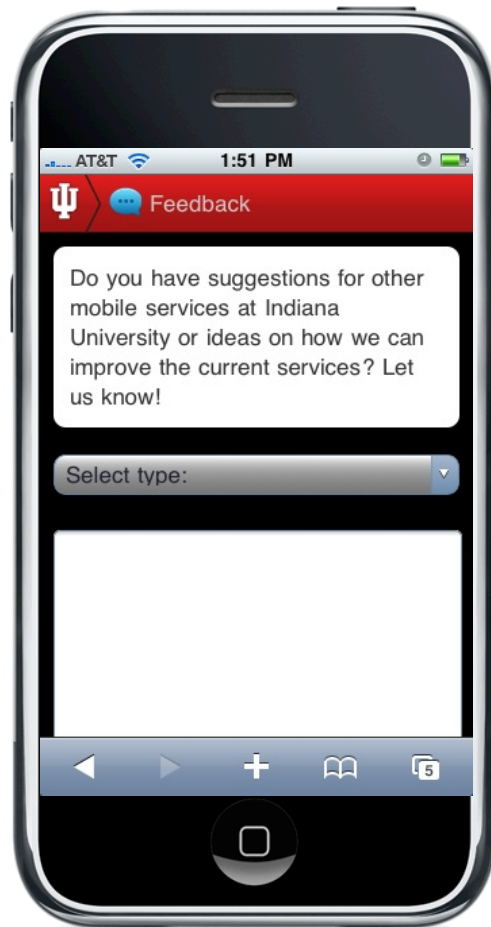 AT&T 1:51 PM
Feedback
Do you have suggestions for other
mobile services at Indiana
University or ideas on how we can
improve the current services? Let
us know!
Select type:
5